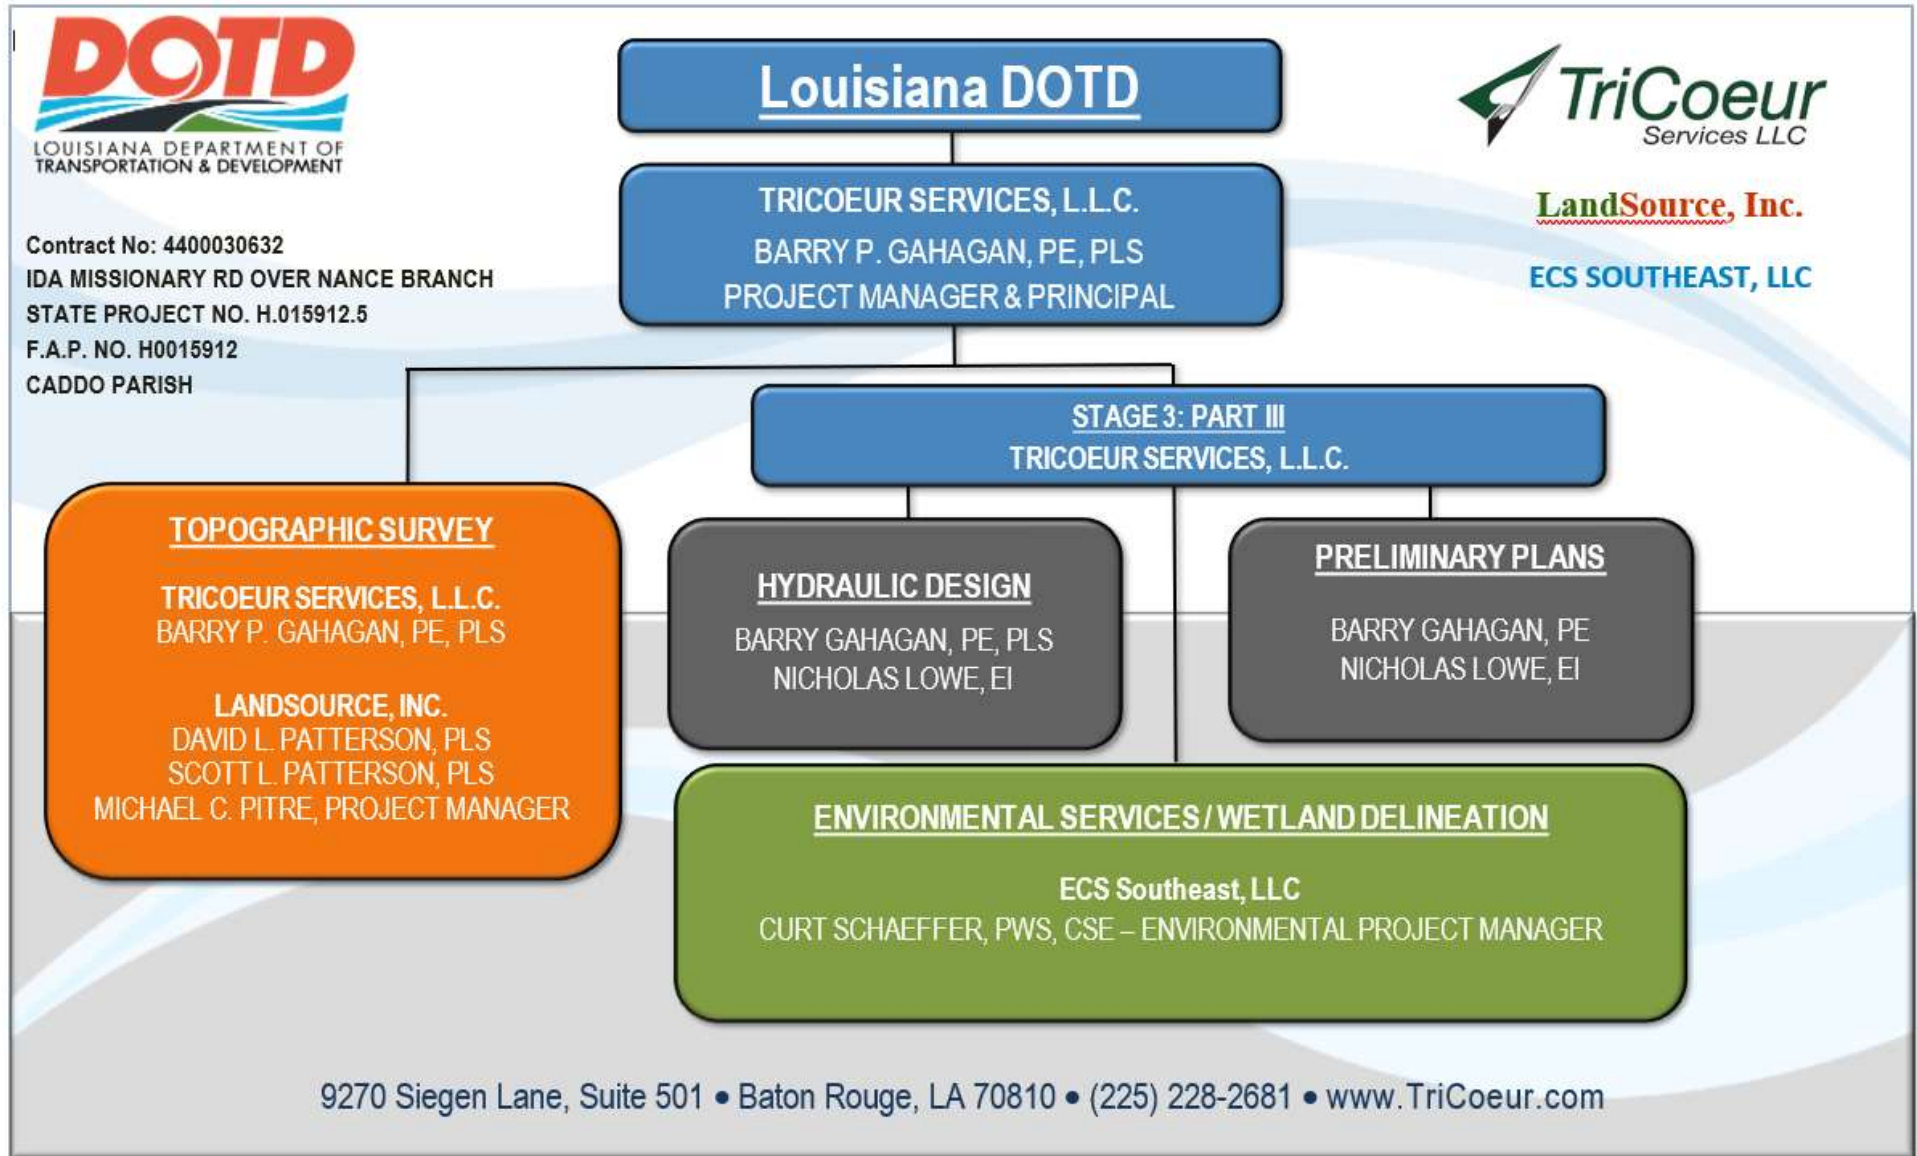 DOTD
LOUISIANA DEPARTMENT OF
TRANSPORTATION & DEVELOPMENT
Contract No: 4400030632
IDA MISSIONARY RD OVER NANCE BRANCH
STATE PROJECT NO. H.015912.5
F.A.P. NO. H0015912
CADDO PARISH
Louisiana DOTD
TRICOEUR SERVICES, L.L.C.
BARRY P. GAHAGAN, PE, PLS
PROJECT MANAGER & PRINCIPAL
TriCoeur
Services LLC
LandSource, Inc.
ECS SOUTHEAST, LLC
STAGE 3: PART III
TRICOEUR SERVICES, L.L.C.
TOPOGRAPHIC SURVEY
TRICOEUR SERVICES, L.L.C.
BARRY P. GAHAGAN, PE, PLS
LANDSOURCE, INC.
DAVID L. PATTERSON, PLS
SCOTT L. PATTERSON, PLS
MICHAEL C. PITRE, PROJECT MANAGER
HYDRAULIC DESIGN
BARRY GAHAGAN, PE, PLS
NICHOLAS LOWE, EI
PRELIMINARY PLANS
BARRY GAHAGAN, PE
NICHOLAS LOWE, EI
ENVIRONMENTAL SERVICES / WETLAND DELINEATION
ECS Southeast, LLC
CURT SCHAEFFER, PWS, CSE – ENVIRONMENTAL PROJECT MANAGER
9270 Siegen Lane, Suite 501 • Baton Rouge, LA 70810 • (225) 228-2681 • www.TriCoeur.com